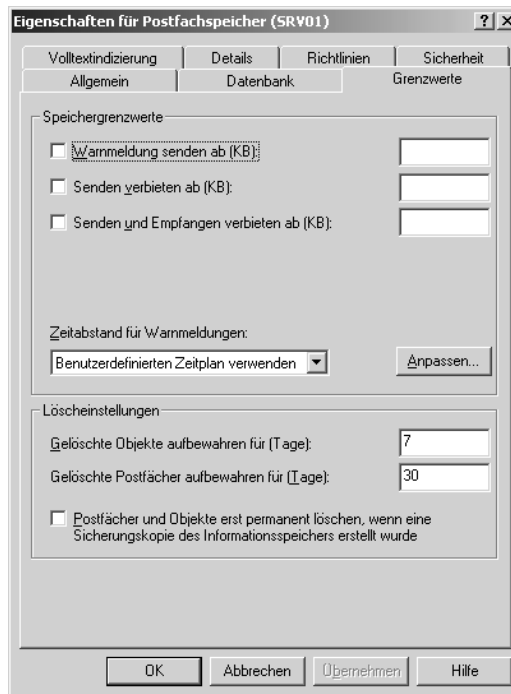 Eigenschaften für Postfachspeicher (SRV01)
Volltextindizierung Details Richtlinien Sicherheit
Allgemein Datenbank Grenzwerte
Speichergrenzwerte
Warnmeldung senden ab (KB):
Senden verbieten ab (KB):
Senden und Empfangen verbieten ab (KB):
Zeitabstand für Warnmeldungen:
Benutzerdefinierten Zeitplan verwenden Anpassen...
Löscheinstellungen
Gelöschte Objekte aufbewahren für (Tage): 7
Gelöschte Postfächer aufbewahren für (Tage): 30
Postfächer und Objekte erst permanent löschen, wenn eine
Sicherungskopie des Informationsspeichers erstellt wurde
OK Abbrechen Übernehmen Hilfe